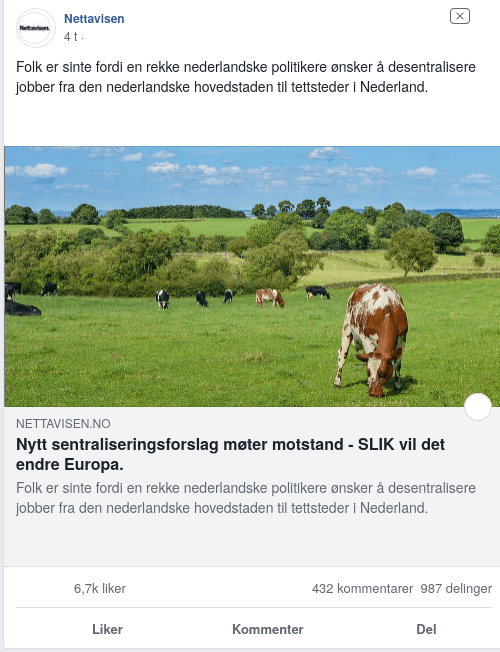 Nettavisen.
Nettavisen
4 t ·
Folk er sinte fordi en rekke nederlandske politikere ønsker å desentralisere
jobber fra den nederlandske hovedstaden til tettsteder i Nederland.
NETTAVISEN.NO
Nytt sentraliseringsforslag møter motstand - SLIK vil det
endre Europa.
Folk er sinte fordi en rekke nederlandske politikere ønsker å desentralisere
jobber fra den nederlandske hovedstaden til tettsteder i Nederland.
6,7k liker 432 kommentarer 987 delinger
Liker Kommenter Del